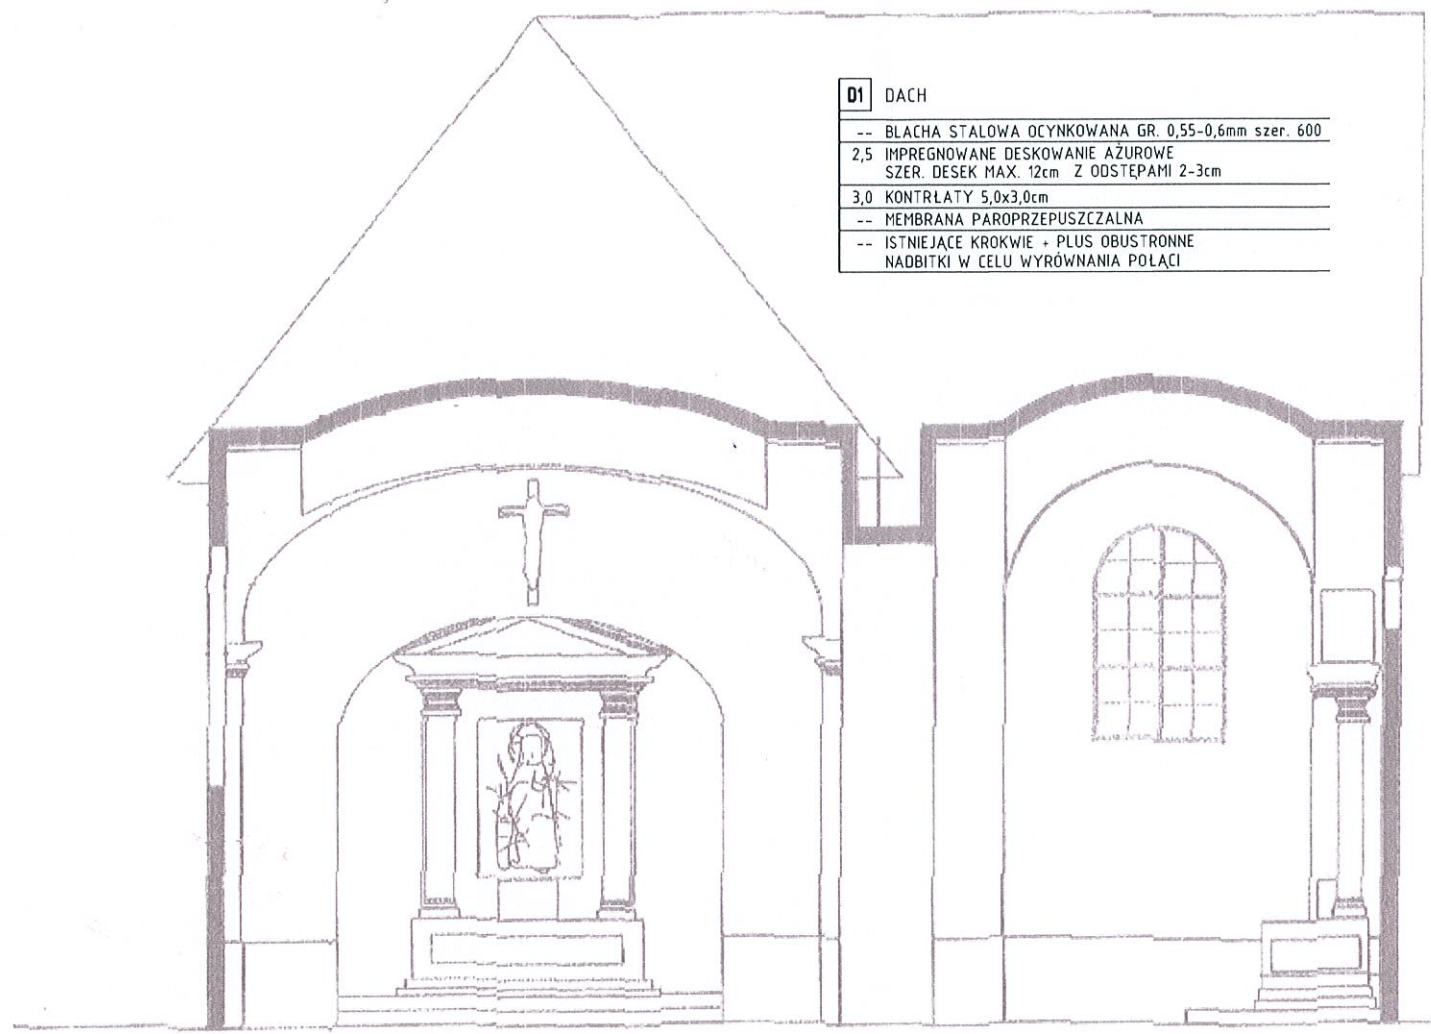 D1 DACH
-- BLACHA STALOWA OCYNKOWANA GR. 0,55-0,6mm szer. 600
2,5 IMPREGNOWANE DESKOWANIE AŻUROWE
SZER. DESEK MAX. 12cm Z ODSTĘPAMI 2-3cm
3,0 KONTRŁATY 5,0x3,0cm
-- MEMBRANA PAROPRZEPUSZCZALNA
-- ISTNIEJĄCE KROKWIE + PLUS OBUSTRONNE
NADBITKI W CELU WYRÓWNANIA POŁĄCI